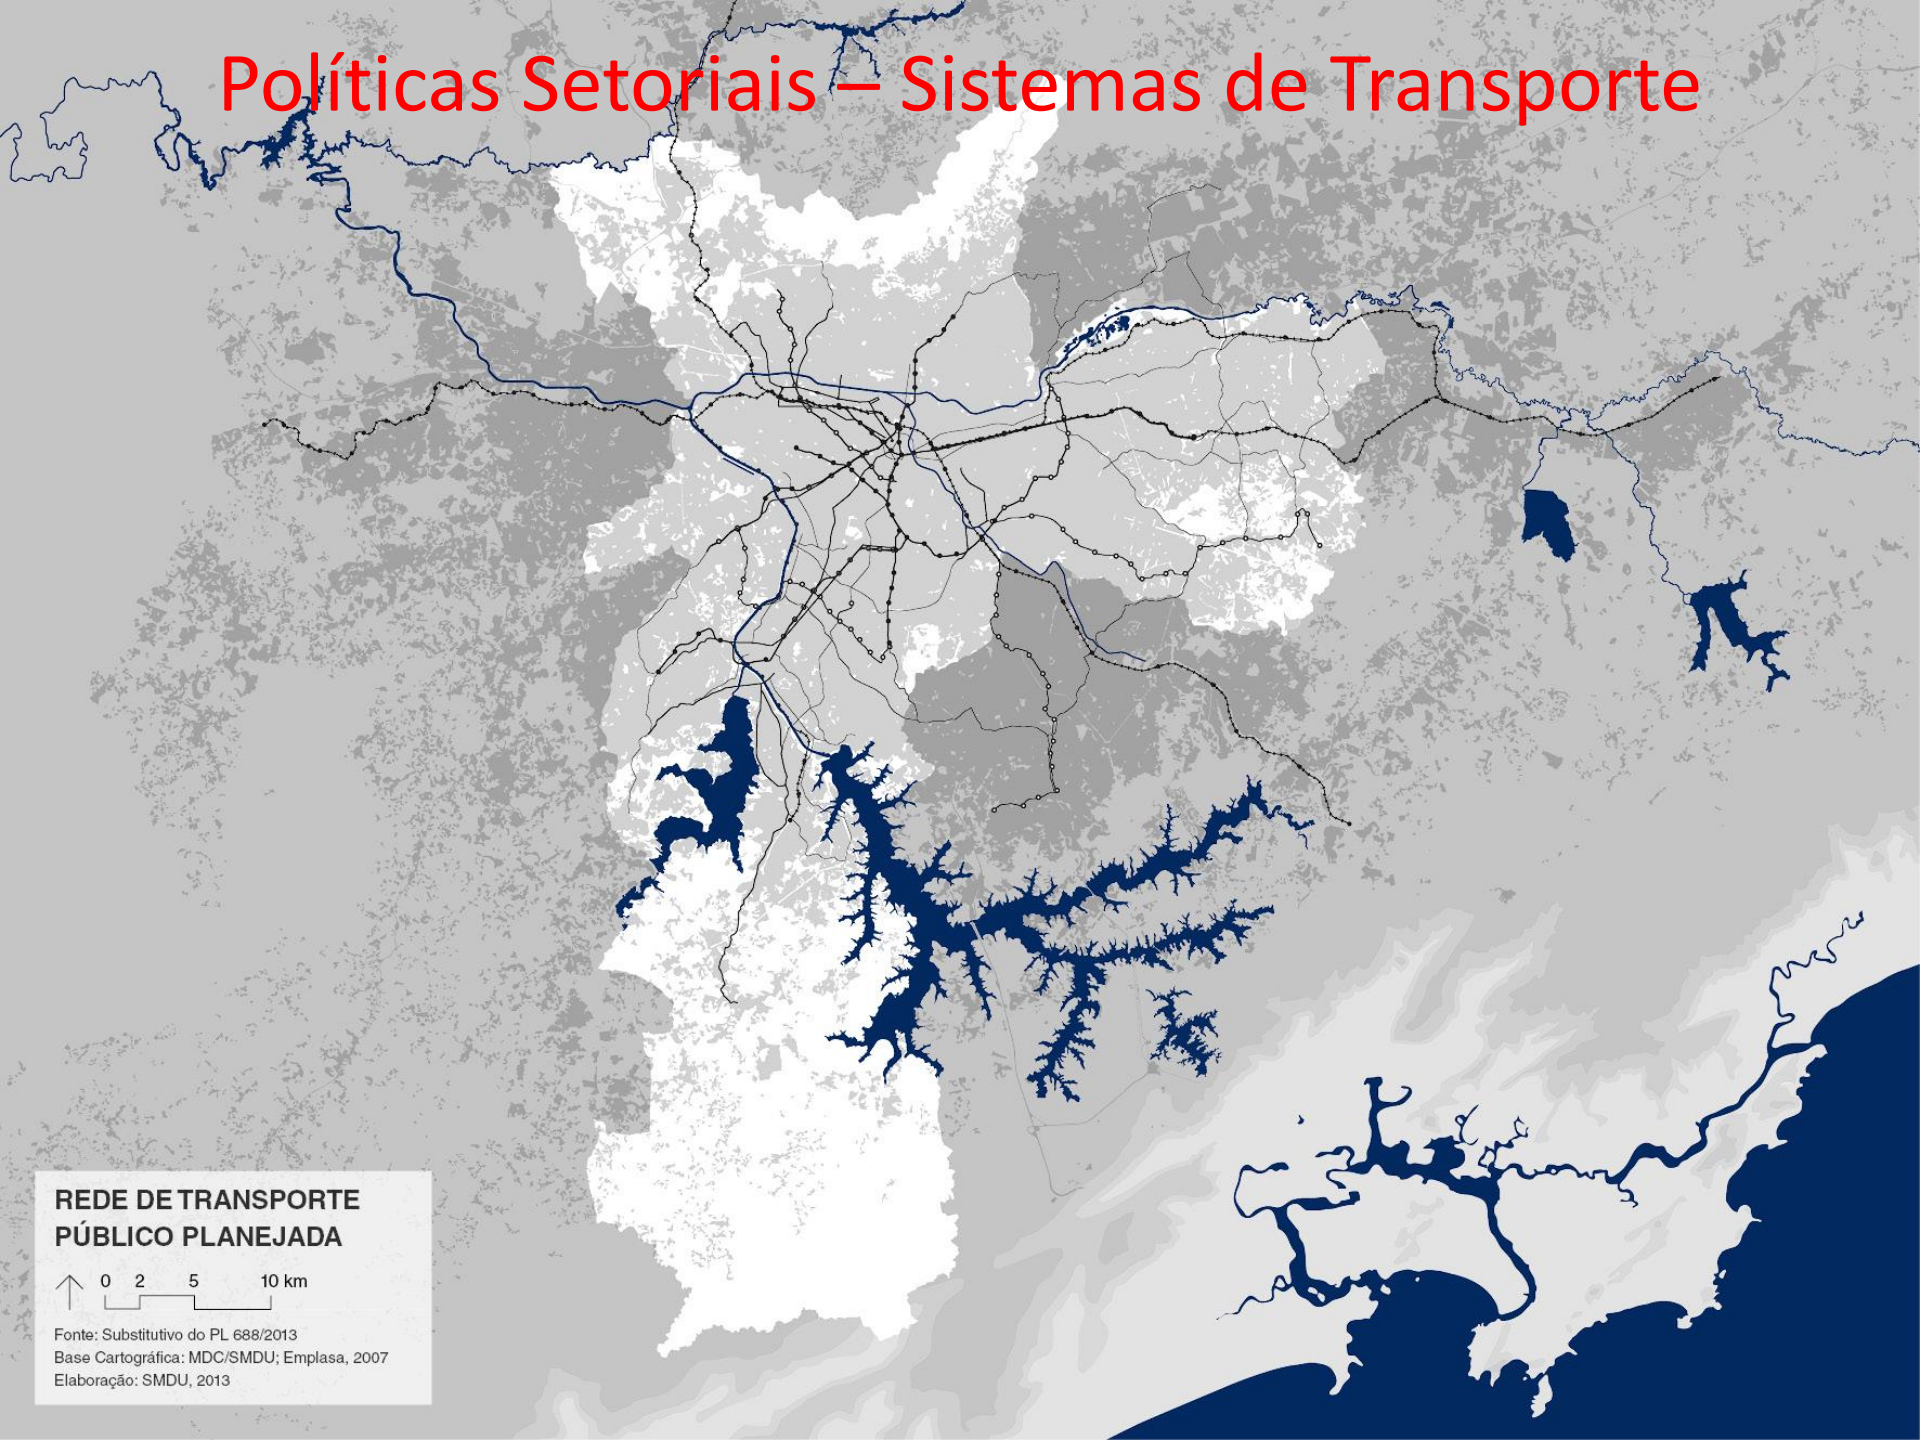 Políticas Setoriais – Sistemas de Transporte
REDE DE TRANSPORTE
PÚBLICO PLANEJADA
0 2 5 10 km
Fonte: Substitutivo do PL 688/2013
Base Cartográfica: MDC/SMDU; Emplasa, 2007
Elaboração: SMDU, 2013